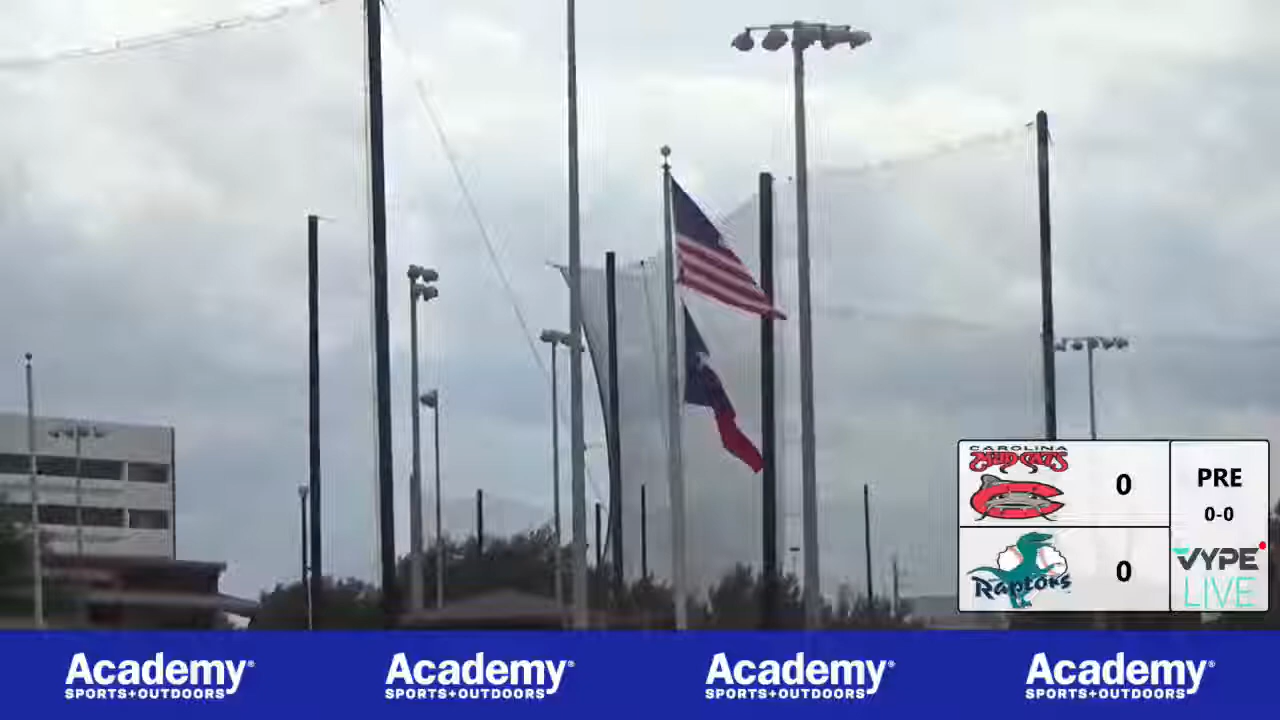 CAROLINA
MUDCATS
0
PRE
0-0
Raptors
0
VYPE
LIVE
Academy
SPORTS+OUTDOORS
Academy
SPORTS+OUTDOORS
Academy
SPORTS+OUTDOORS
Academy
SPORTS+OUTDOORS